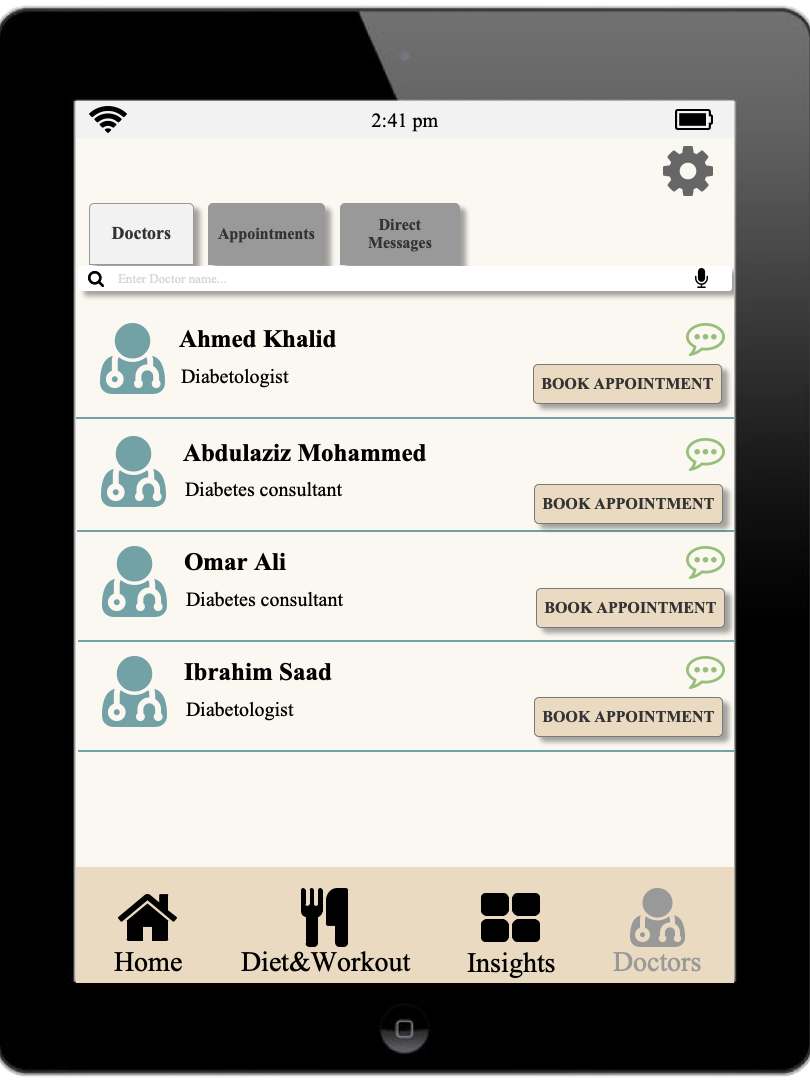 2:41 pm
Doctors
Appointments
Direct
Messages
Enter Doctor name...
Ahmed Khalid
Diabetologist
BOOK APPOINTMENT
Abdulaziz Mohammed
Diabetes consultant
BOOK APPOINTMENT
Omar Ali
Diabetes consultant
BOOK APPOINTMENT
Ibrahim Saad
Diabetologist
BOOK APPOINTMENT
Home
Diet&Workout
Insights
Doctors